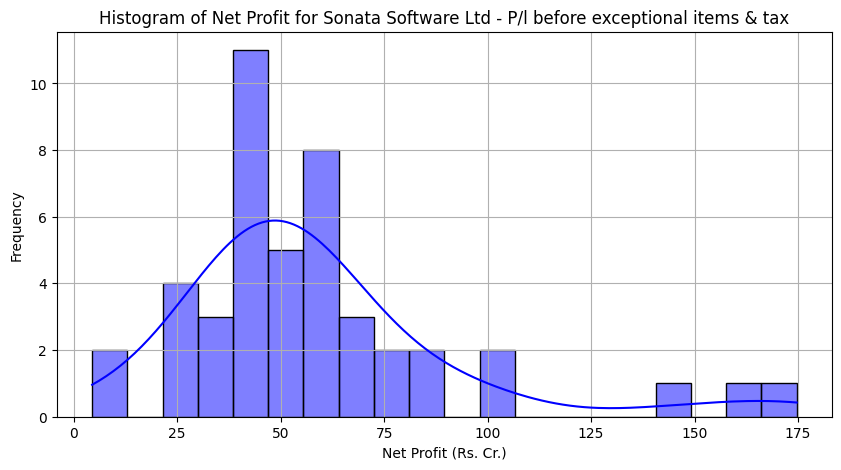 Histogram of Net Profit for Sonata Software Ltd - P/l before exceptional items & tax
10
8
6
4
2
0
Frequency
0 25 50 75 100 125 150 175
Net Profit (Rs. Cr.)